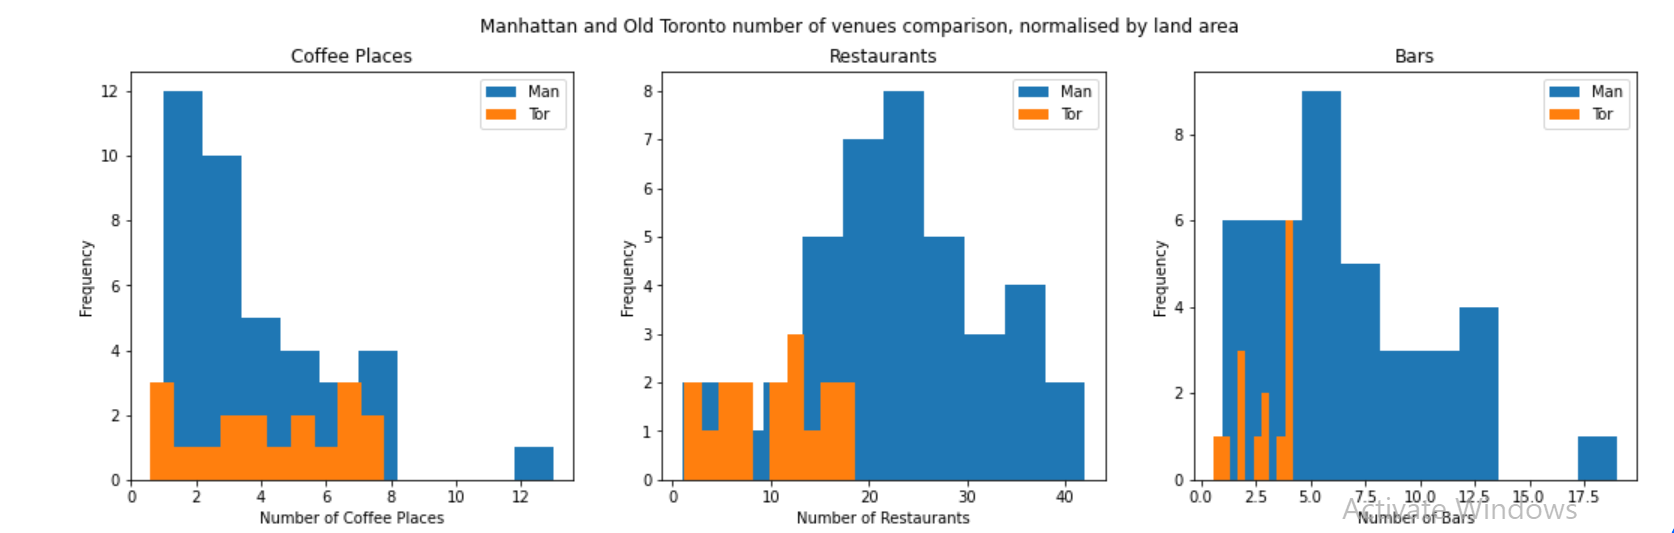 Manhattan and Old Toronto number of venues comparison, normalised by land area
Coffee Places
Man
Tor
12
10
8
6
4
2
0
Frequency
0 2 4 6 8 10 12
Number of Coffee Places
Restaurants
Man
Tor
8
7
6
5
4
3
2
1
0
Frequency
0 10 20 30 40
Number of Restaurants
Bars
Man
Tor
8
6
4
2
0
Frequency
0.0 2.5 5.0 7.5 10.0 12.5 15.0 17.5
Number of Bars
Activate Windows